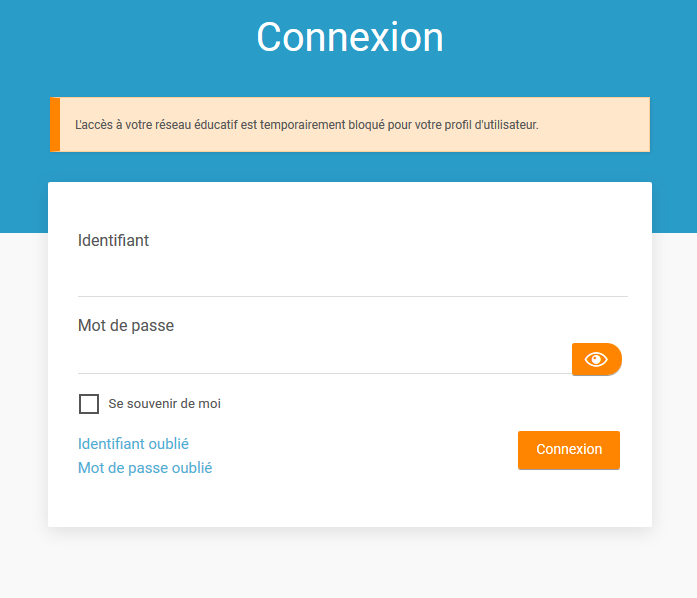 Connexion
L'accès à votre réseau éducatif est temporairement bloqué pour votre profil d'utilisateur.
Identifiant
Mot de passe
Se souvenir de moi
Identifiant oublié
Connexion
Mot de passe oublié